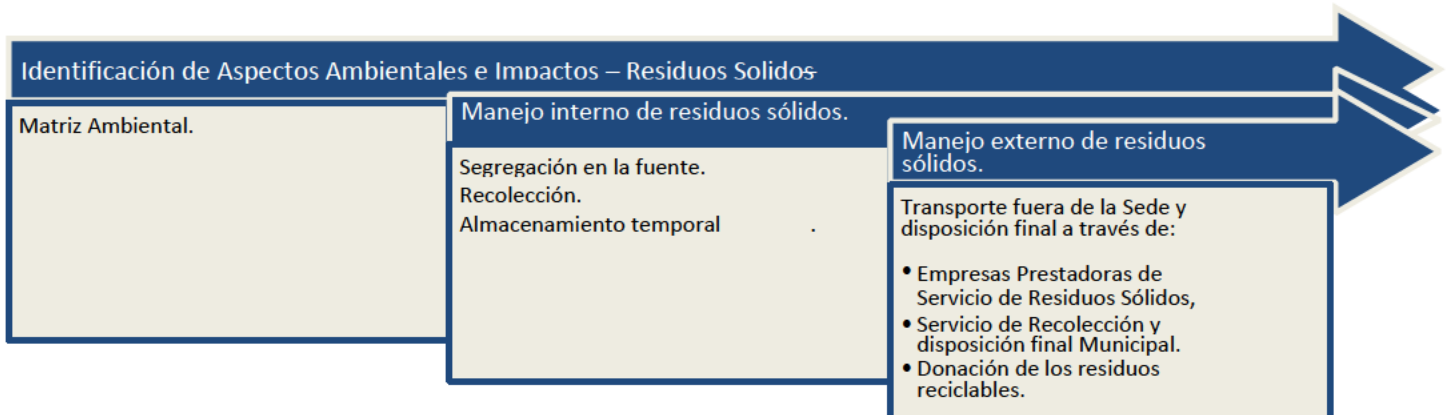 Identificación de Aspectos Ambientales e Impactos – Residuos Solidos
Matriz Ambiental.
Manejo interno de residuos sólidos.
Segregación en la fuente.
Recolección.
Almacenamiento temporal .
Manejo externo de residuos
sólidos.
Transporte fuera de la Sede y
disposición final a través de:
• Empresas Prestadoras de
Servicio de Residuos Sólidos,
• Servicio de Recolección y
disposición final Municipal.
• Donación de los residuos
reciclables.